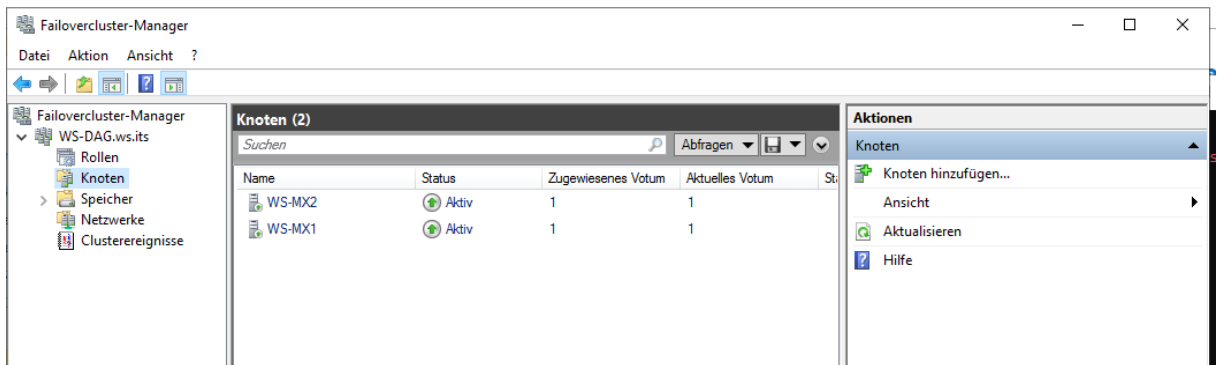 Failovercluster-Manager
Datei Aktion Ansicht ?
Failovercluster-Manager
WS-DAG.ws.its
Rollen
Knoten
Speicher
Netzwerke
Clusterereignisse
Knoten (2)
Suchen Abfragen
Name Status Zugewiesenes Votum Aktuelles Votum
WS-MX2 Aktiv 1 1
WS-MX1 Aktiv 1 1
Aktionen
Knoten
Knoten hinzufügen...
Ansicht
Aktualisieren
Hilfe